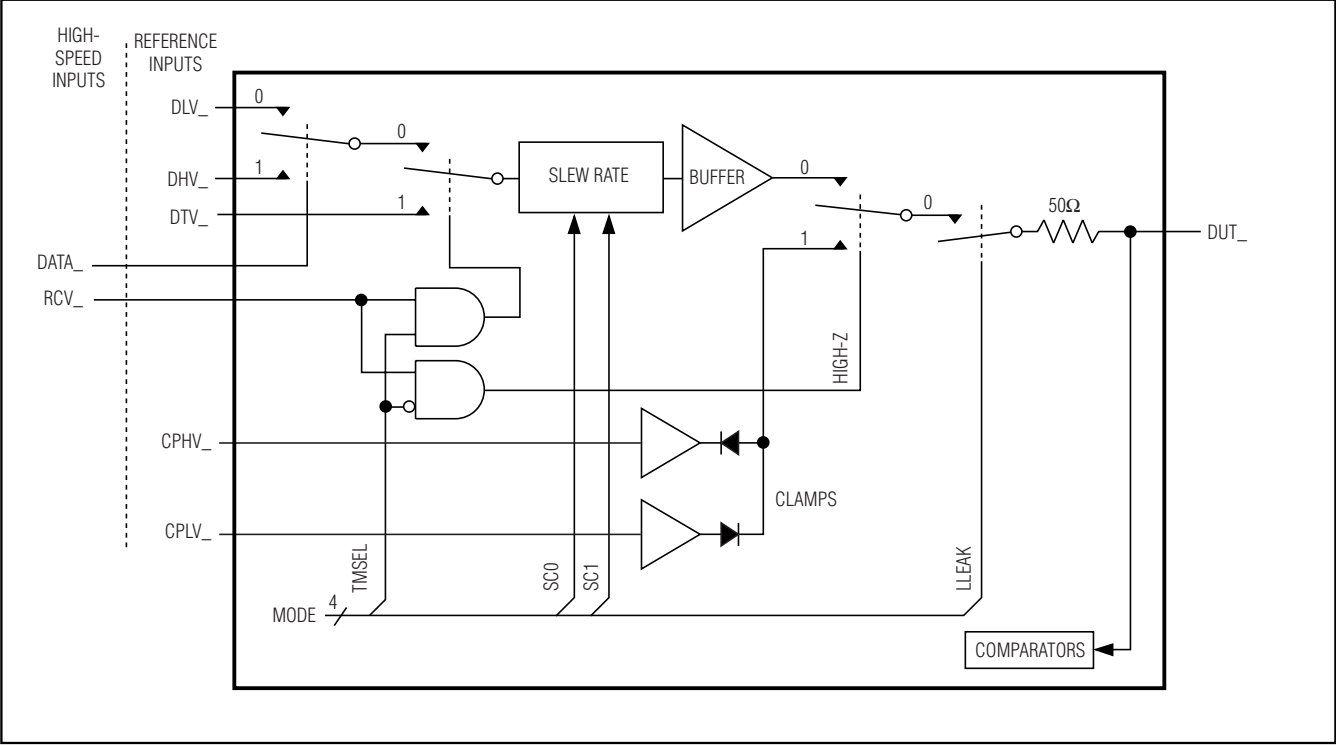 HIGH-
SPEED
INPUTS
REFERENCE
INPUTS
DLV_
0
DHV_
1
0
DTV_
1
SLEW RATE
BUFFER
0
1
0
50Ω
DUT_
DATA_
RCV_
HIGH-Z
CPHV_
CLAMPS
CPLV_
TMSEL
SC0
SC1
LLEAK
MODE
4
COMPARATORS